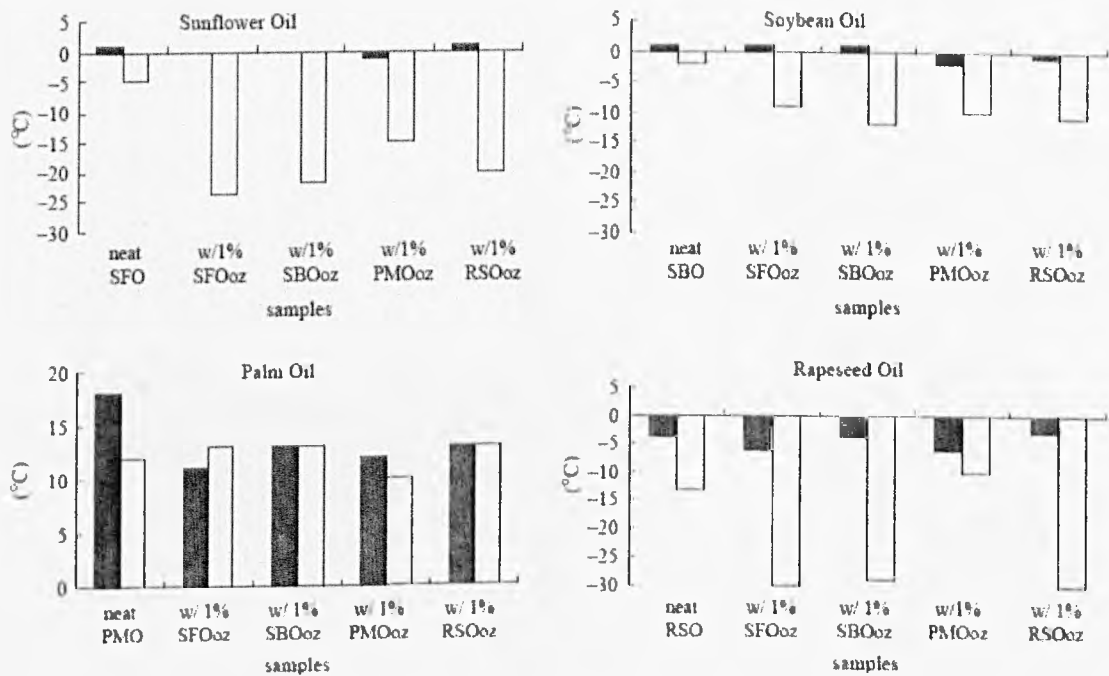 Sunflower Oil
5
0
−5
−10
−15
−20
−25
−30
(°C)
neat SFO
w/1% SFOoz
w/1% SBOoz
w/1% PMOoz
w/1% RSOoz
samples
Soybean Oil
5
0
−5
−10
−15
−20
−25
−30
(°C)
neat SBO
w/ 1% SFOoz
w/ 1% SBOoz
w/1% PMOoz
w/ 1% RSOoz
samples
Palm Oil
20
15
10
5
0
(°C)
neat PMO
w/ 1% SFOoz
w/ 1% SBOoz
w/ 1% PMOoz
w/ 1% RSOoz
samples
Rapeseed Oil
5
0
−5
−10
−15
−20
−25
−30
(°C)
neat RSO
w/ 1% SFOoz
w/ 1% SBOoz
w/1% PMOoz
w/ 1% RSOoz
samples